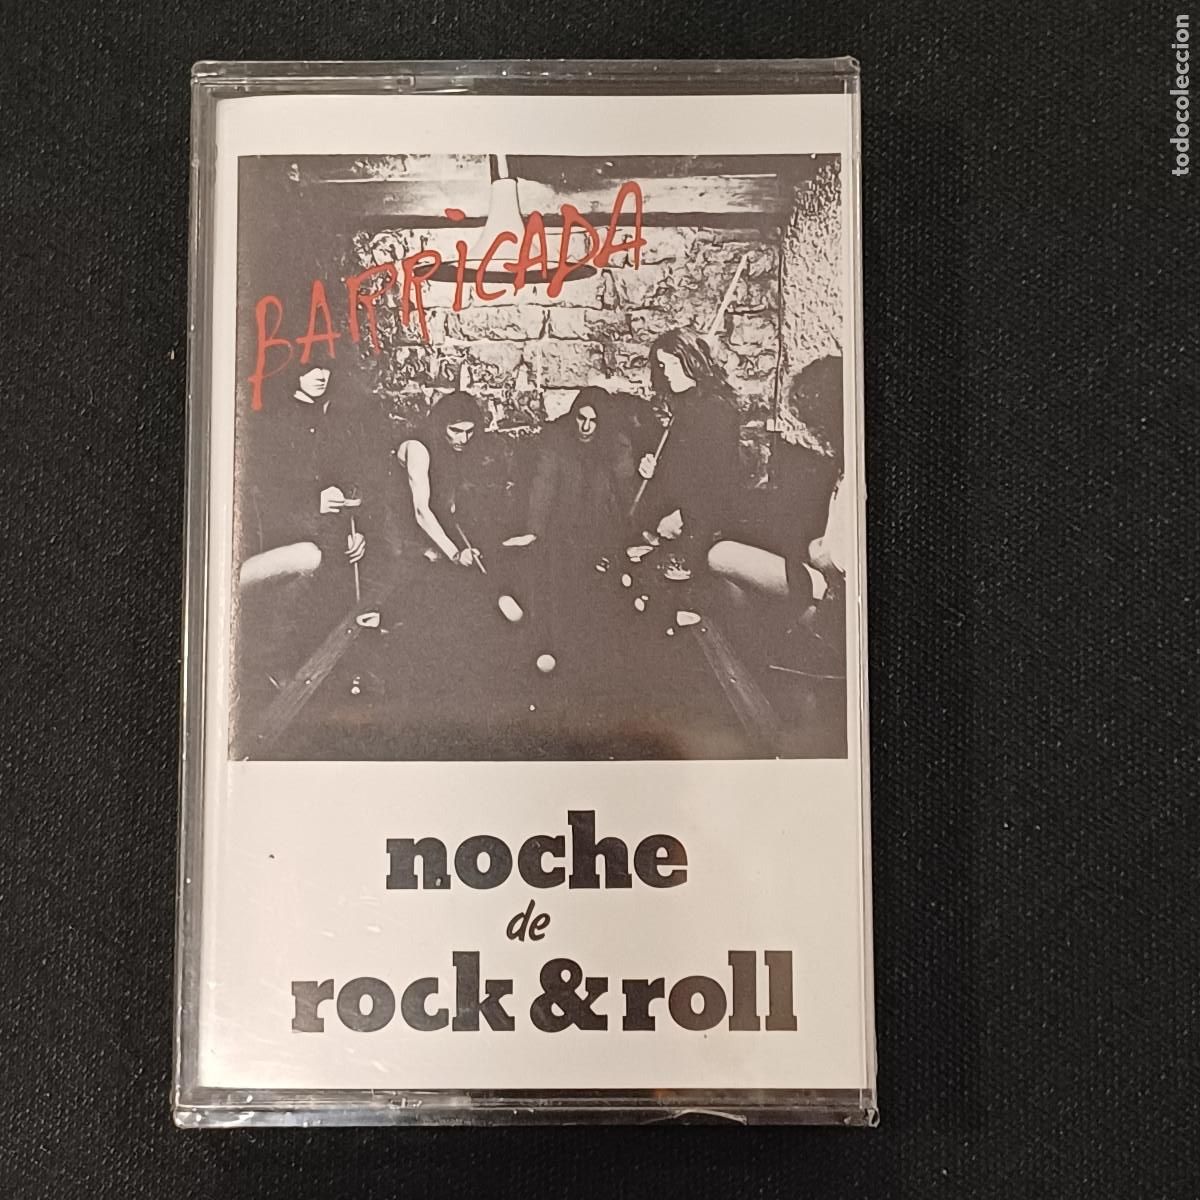 todocoleccion
BARRiCADA
noche
de
rock & roll